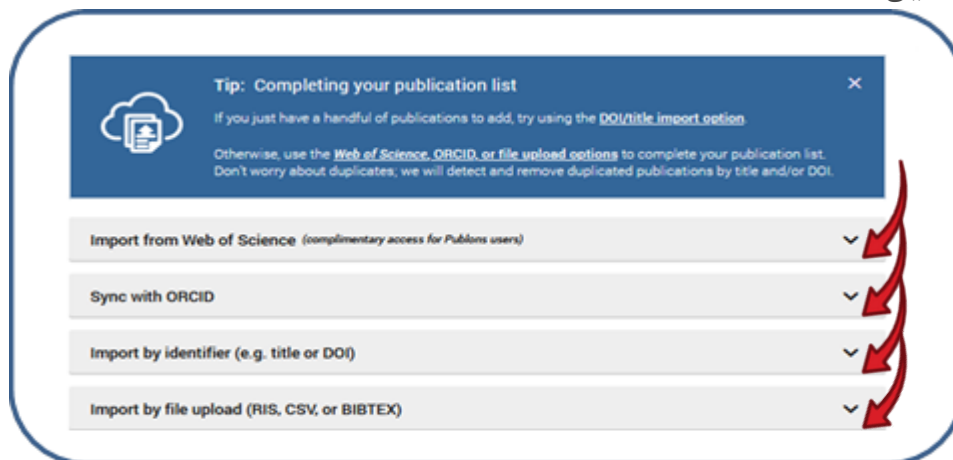 Tip: Completing your publication list
If you just have a handful of publications to add, try using the DOI/title import option.
Otherwise, use the Web of Science, ORCID, or file upload options to complete your publication list.
Don't worry about duplicates; we will detect and remove duplicated publications by title and/or DOI.
Import from Web of Science (complimentary access for Publons users)
Sync with ORCID
Import by identifier (e.g. title or DOI)
Import by file upload (RIS, CSV, or BIBTEX)